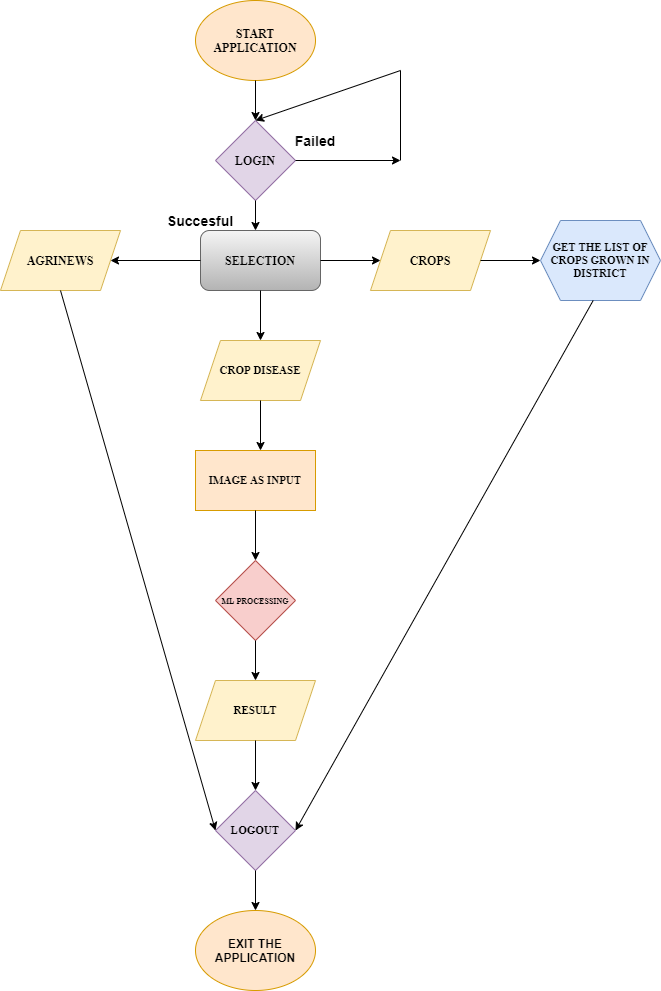 START
APPLICATION
Failed
LOGIN
Succesful
AGRINEWS
SELECTION
CROPS
GET THE LIST OF
CROPS GROWN IN
DISTRICT
CROP DISEASE
IMAGE AS INPUT
ML PROCESSING
RESULT
LOGOUT
EXIT THE
APPLICATION